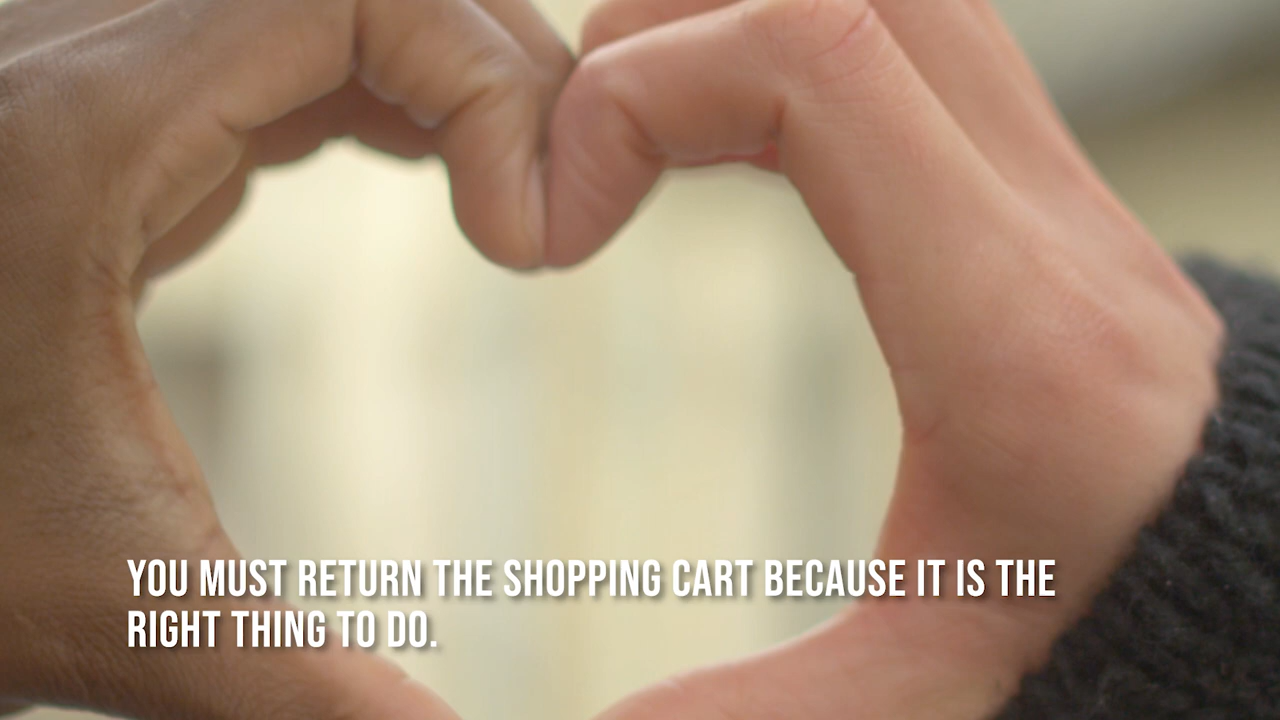 YOU MUST RETURN THE SHOPPING CART BECAUSE IT IS THE
RIGHT THING TO DO.